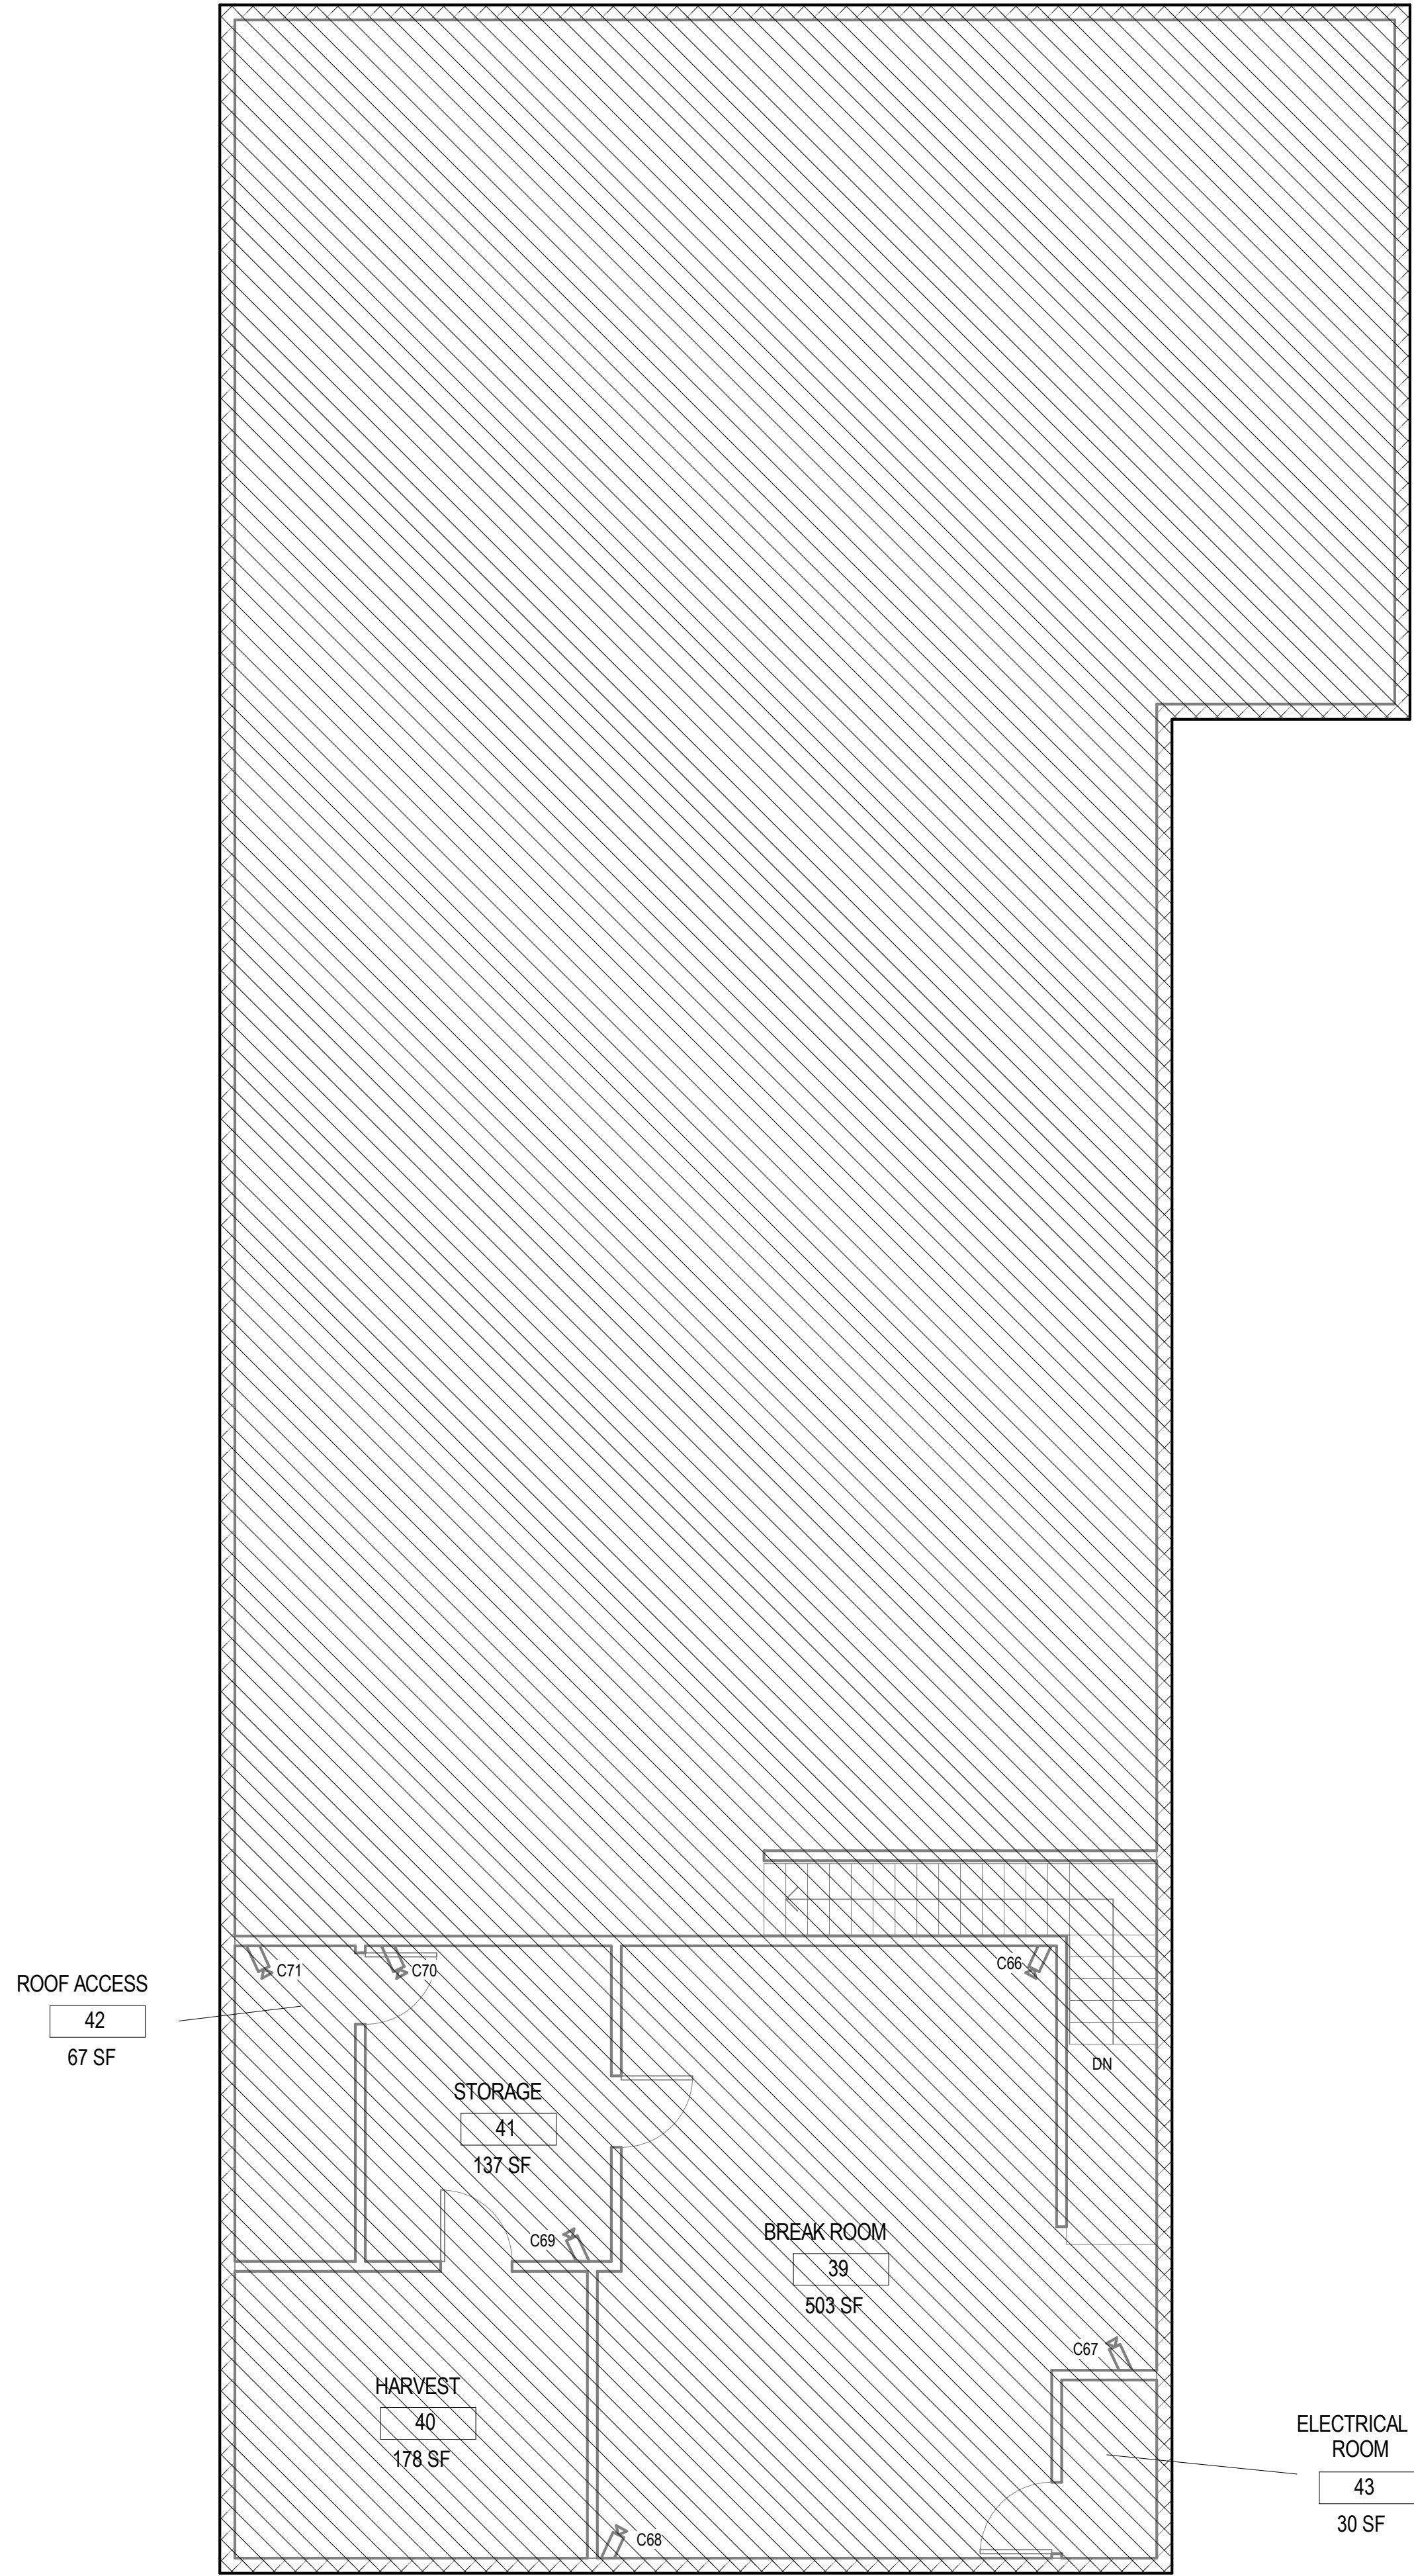 C71
C70
C66
ROOF ACCESS
42
67 SF
DN
STORAGE
41
137 SF
C69
BREAK ROOM
39
503 SF
C67
HARVEST
40
178 SF
ELECTRICAL
ROOM
43
30 SF
C68